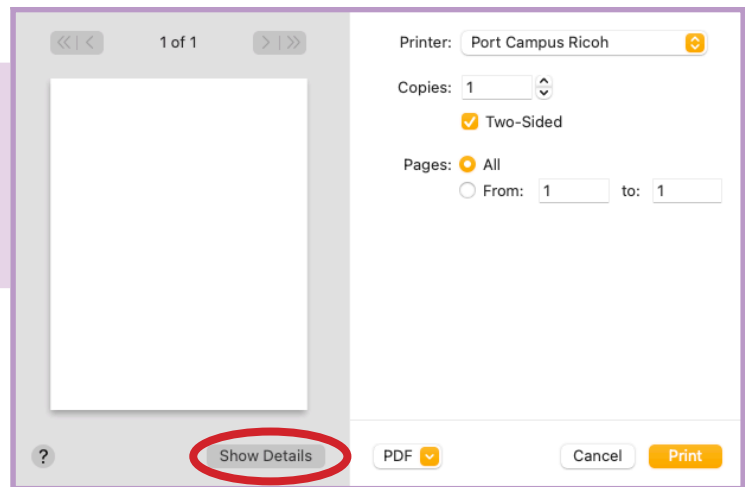 1 of 1
Printer: Port Campus Ricoh
Copies: 1
Two-Sided
Pages: All
From: 1 to: 1
? Show Details PDF Cancel Print